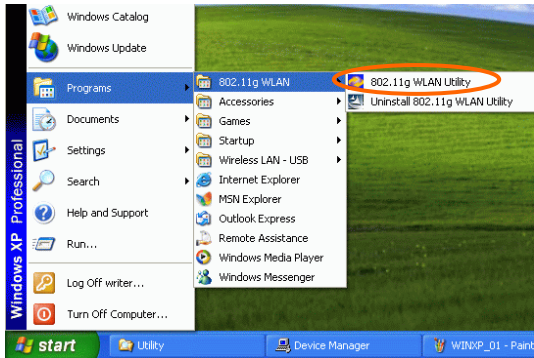 Windows Catalog
Windows Update
Programs
Documents
Settings
Search
Help and Support
Run...
Log Off writer...
Turn Off Computer...
Windows XP Professional
802.11g WLAN
Accessories
Games
Startup
Wireless LAN - USB
Internet Explorer
MSN Explorer
Outlook Express
Remote Assistance
Windows Media Player
Windows Messenger
802.11g WLAN Utility
Uninstall 802.11g WLAN Utility
start
Utility
Device Manager
WINXP_01 - Paint